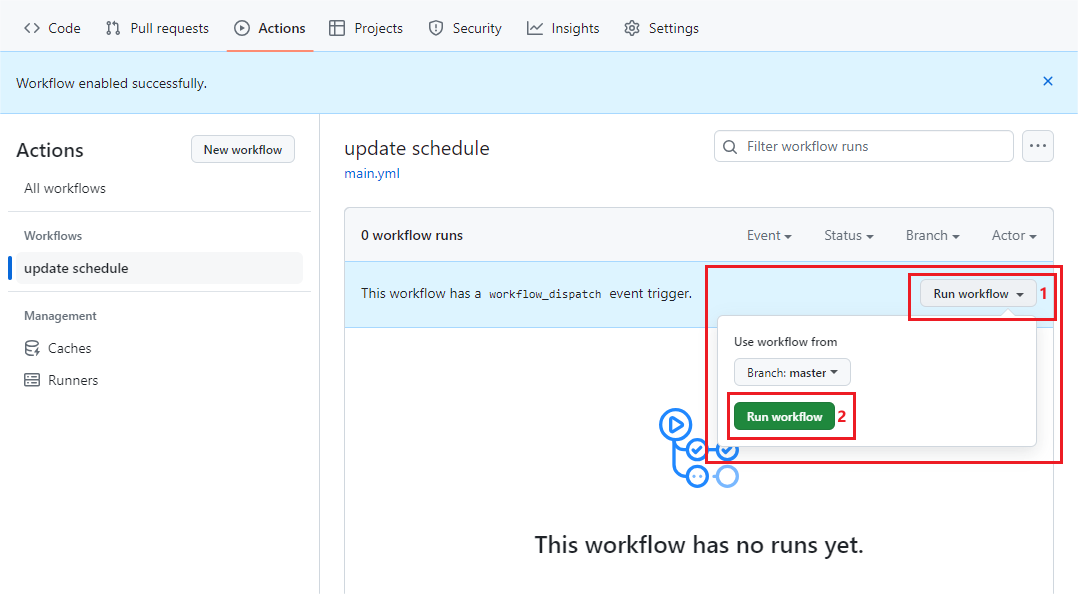 Code Pull requests Actions Projects Security Insights Settings
Workflow enabled successfully.
Actions
New workflow
All workflows
Workflows
update schedule
Management
Caches
Runners
update schedule
main.yml
Filter workflow runs
0 workflow runs
Event Status Branch Actor
This workflow has a workflow_dispatch event trigger.
Run workflow 1
Use workflow from
Branch: master
Run workflow 2
This workflow has no runs yet.